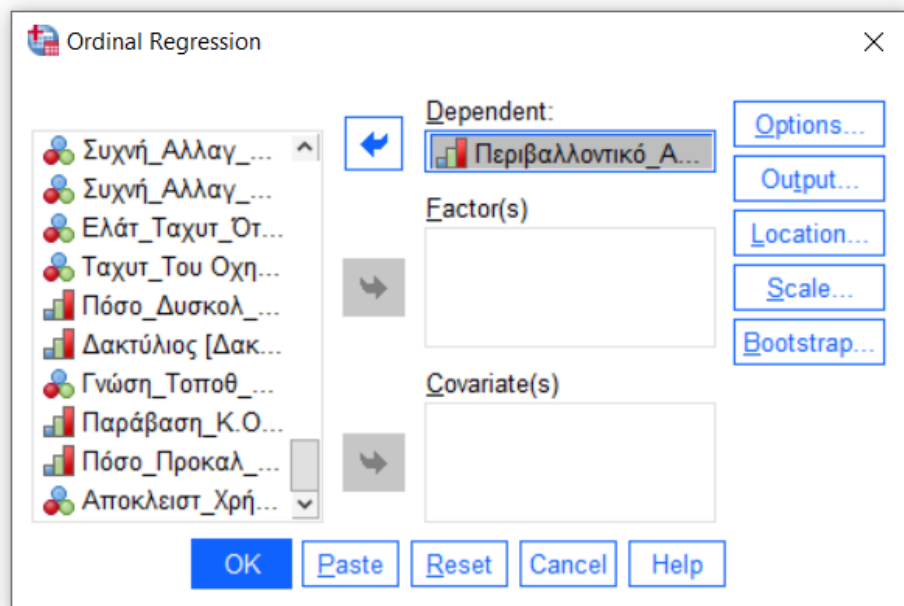 Ordinal Regression
Συχνή_Αλλαγ_...
Συχνή_Αλλαγ_...
Ελάτ_Ταχυτ_Ότ...
Ταχυτ_Του Οχη...
Πόσο_Δυσκολ_...
Δακτύλιος [Δακ...
Γνώση_Τοποθ_...
Παράβαση_Κ.Ο...
Πόσο_Προκαλ_...
Αποκλειστ_Χρή...
Dependent:
Περιβαλλοντικό_Α...
Factor(s)
Covariate(s)
Options...
Output...
Location...
Scale...
Bootstrap...
OK
Paste
Reset
Cancel
Help